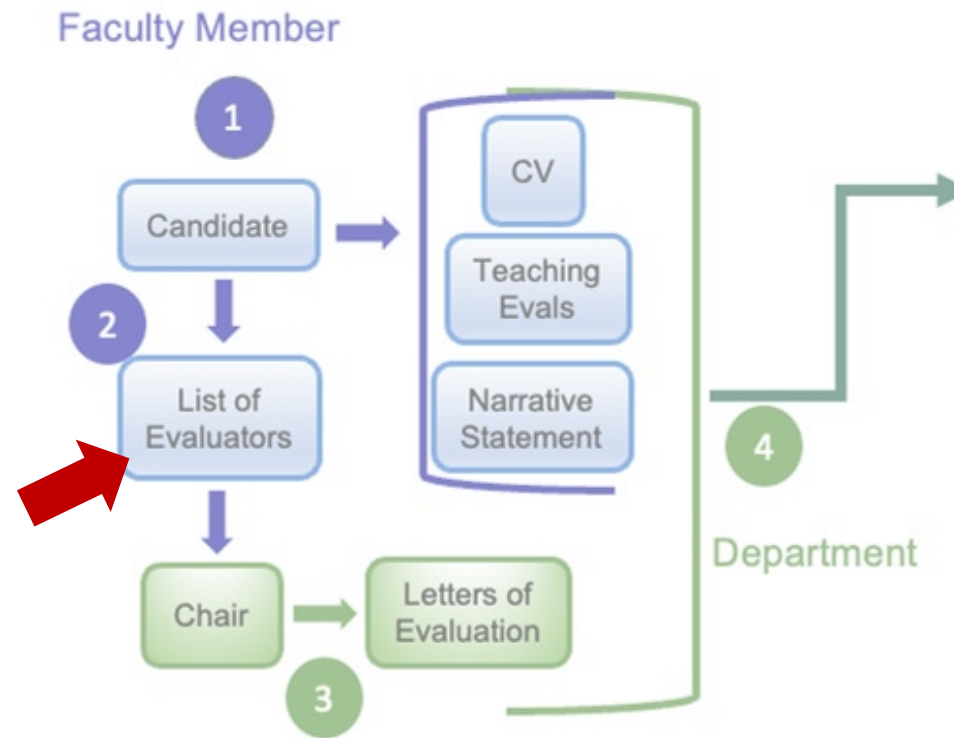 Faculty Member
1
CV
Candidate
Teaching
Evals
2
List of
Evaluators
Narrative
Statement
4
Department
Chair
Letters of
Evaluation
3